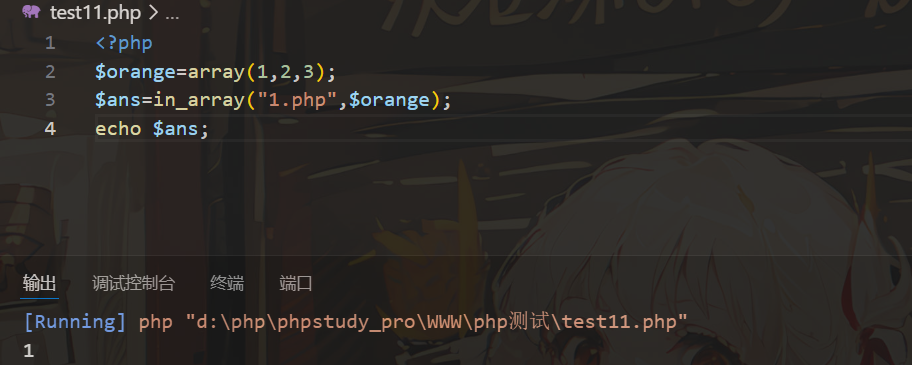 test11.php > ...
1 <?php
2 $orange=array(1,2,3);
3 $ans=in_array("1.php",$orange);
4 echo $ans;
输出 调试控制台 终端 端口
[Running] php "d:\php\phpstudy_pro\WWW\php测试\test11.php"
1